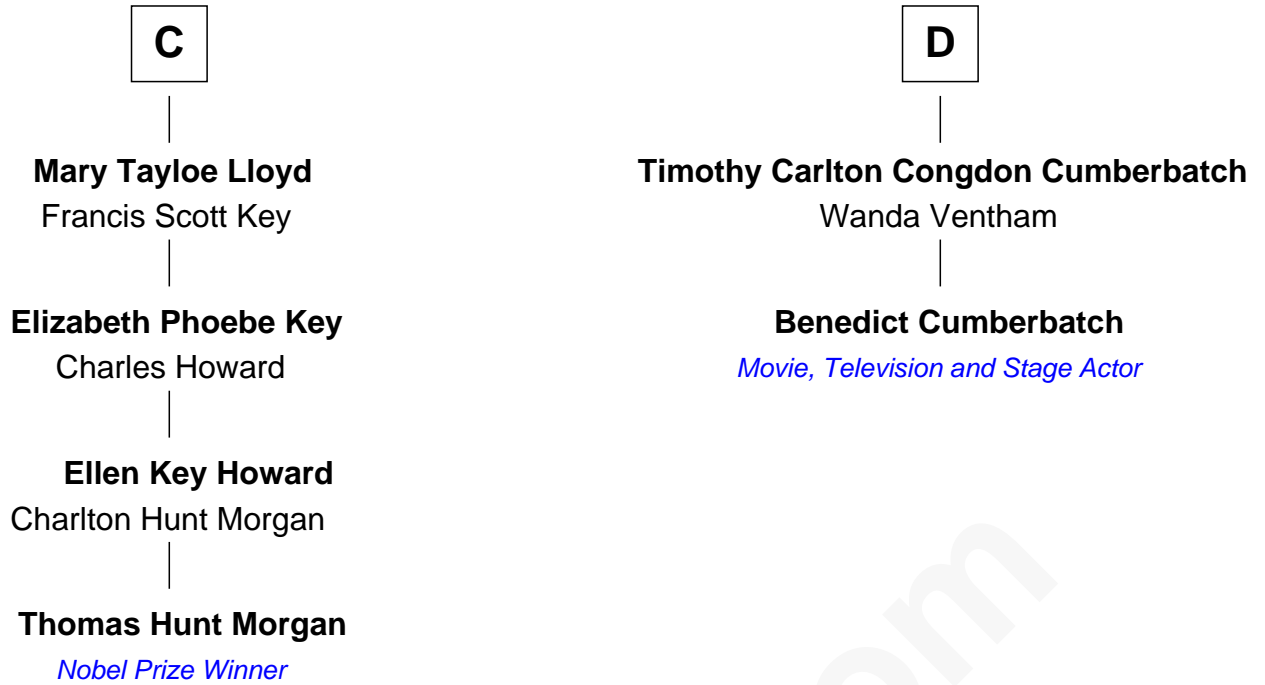 C
Mary Tayloe Lloyd
Francis Scott Key
Elizabeth Phoebe Key
Charles Howard
Ellen Key Howard
Charlton Hunt Morgan
Thomas Hunt Morgan
Nobel Prize Winner
D
Timothy Carlton Congdon Cumberbatch
Wanda Ventham
Benedict Cumberbatch
Movie, Television and Stage Actor
om